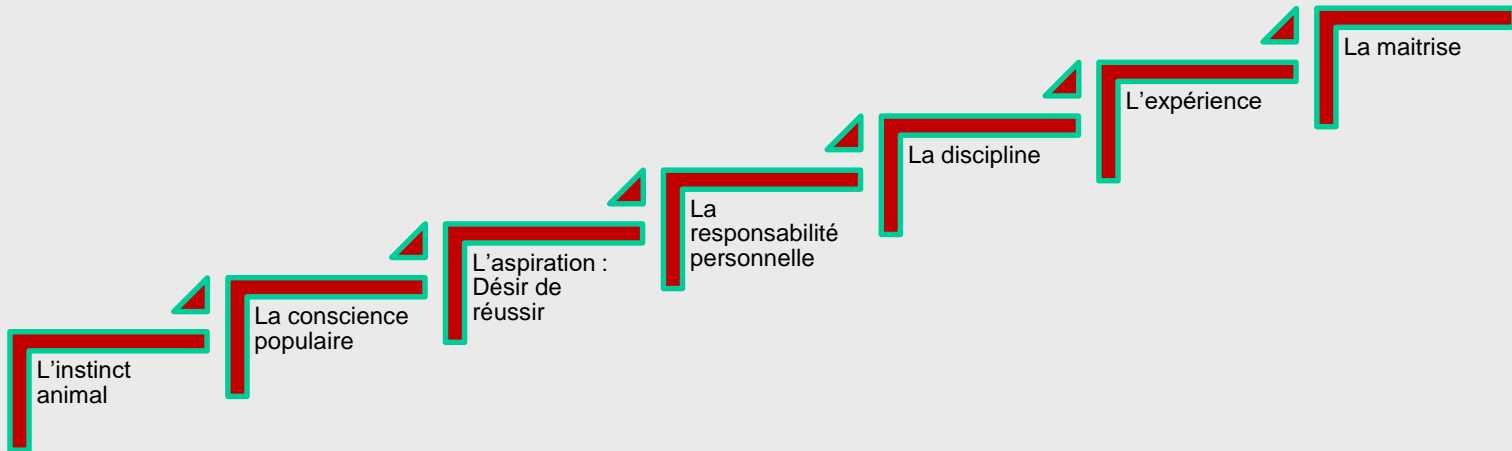 L'instinct
animal
La conscience
populaire
L'aspiration :
Désir de
réussir
La
responsabilité
personnelle
La discipline
L'expérience
La maitrise